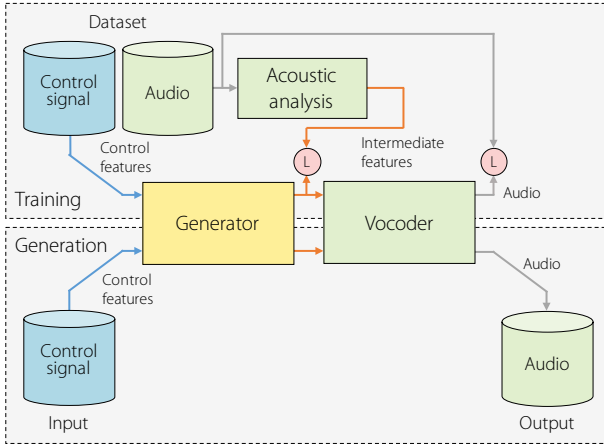 Dataset
Control
signal
Audio
Acoustic
analysis
Control
features
L
Intermediate
features
L
Training
Generator
Vocoder
Audio
Generation
Control
features
Audio
Control
signal
Audio
Input
Output